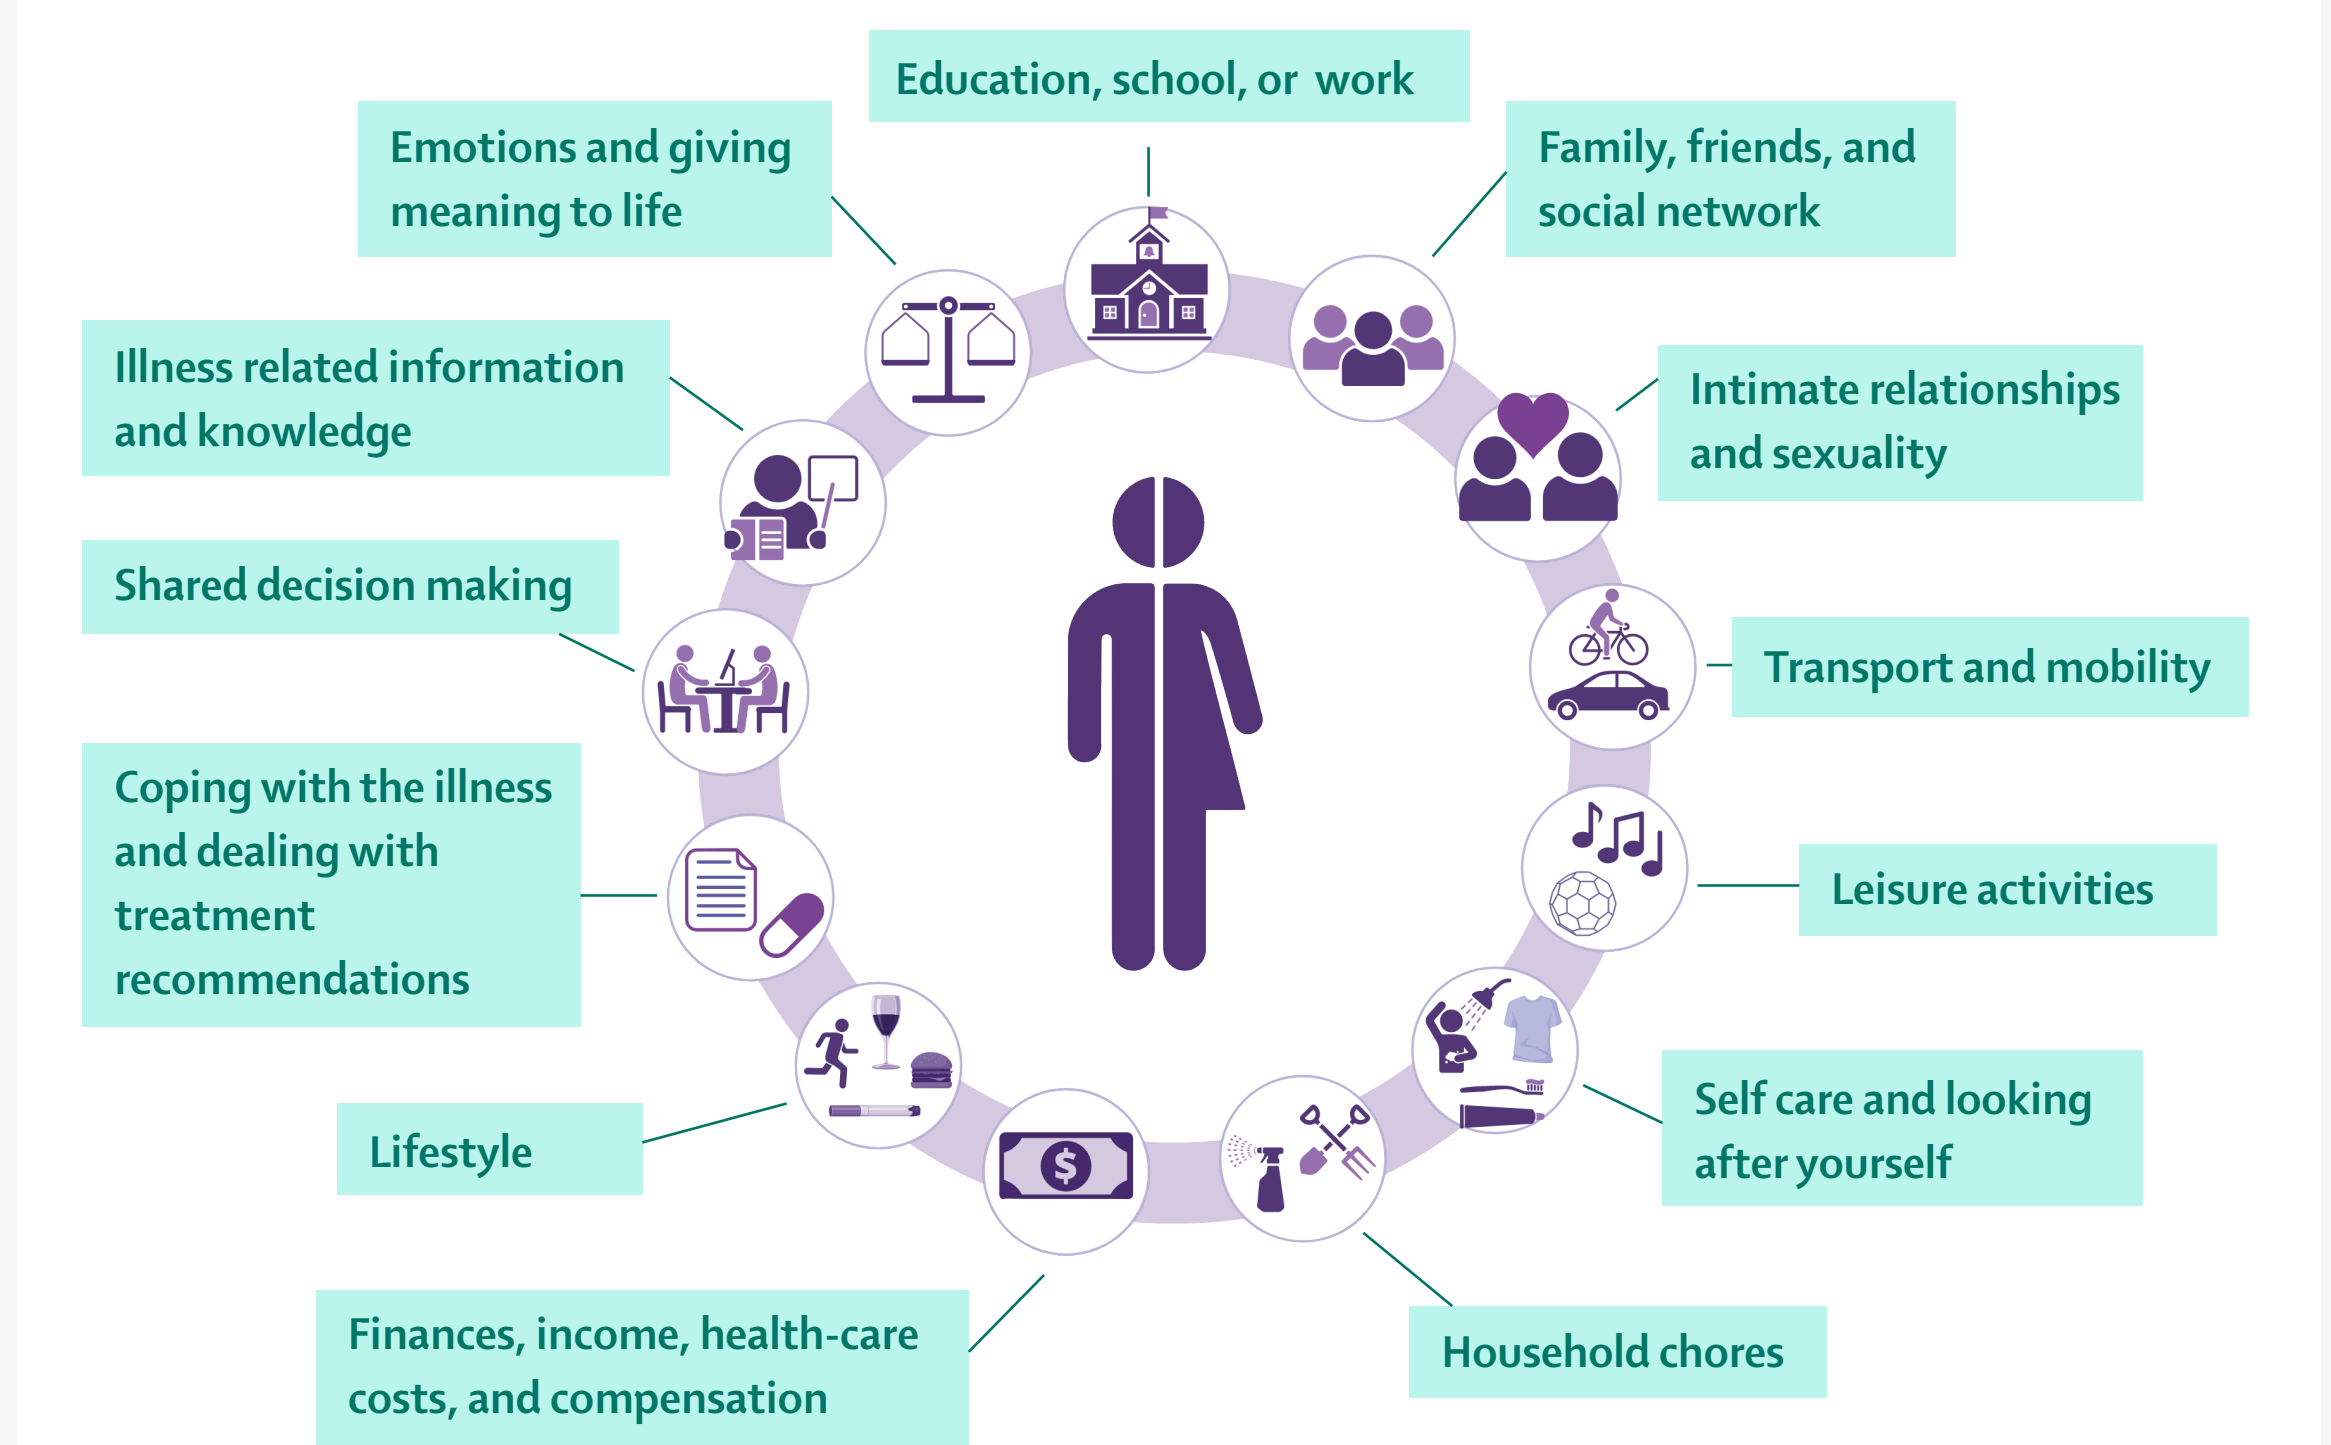 Education, school, or work
Emotions and giving
meaning to life
Family, friends, and
social network
Illness related information
and knowledge
Intimate relationships
and sexuality
Shared decision making
Transport and mobility
Coping with the illness
and dealing with
treatment
recommendations
Leisure activities
Self care and looking
after yourself
Lifestyle
$
Finances, income, health-care
costs, and compensation
Household chores